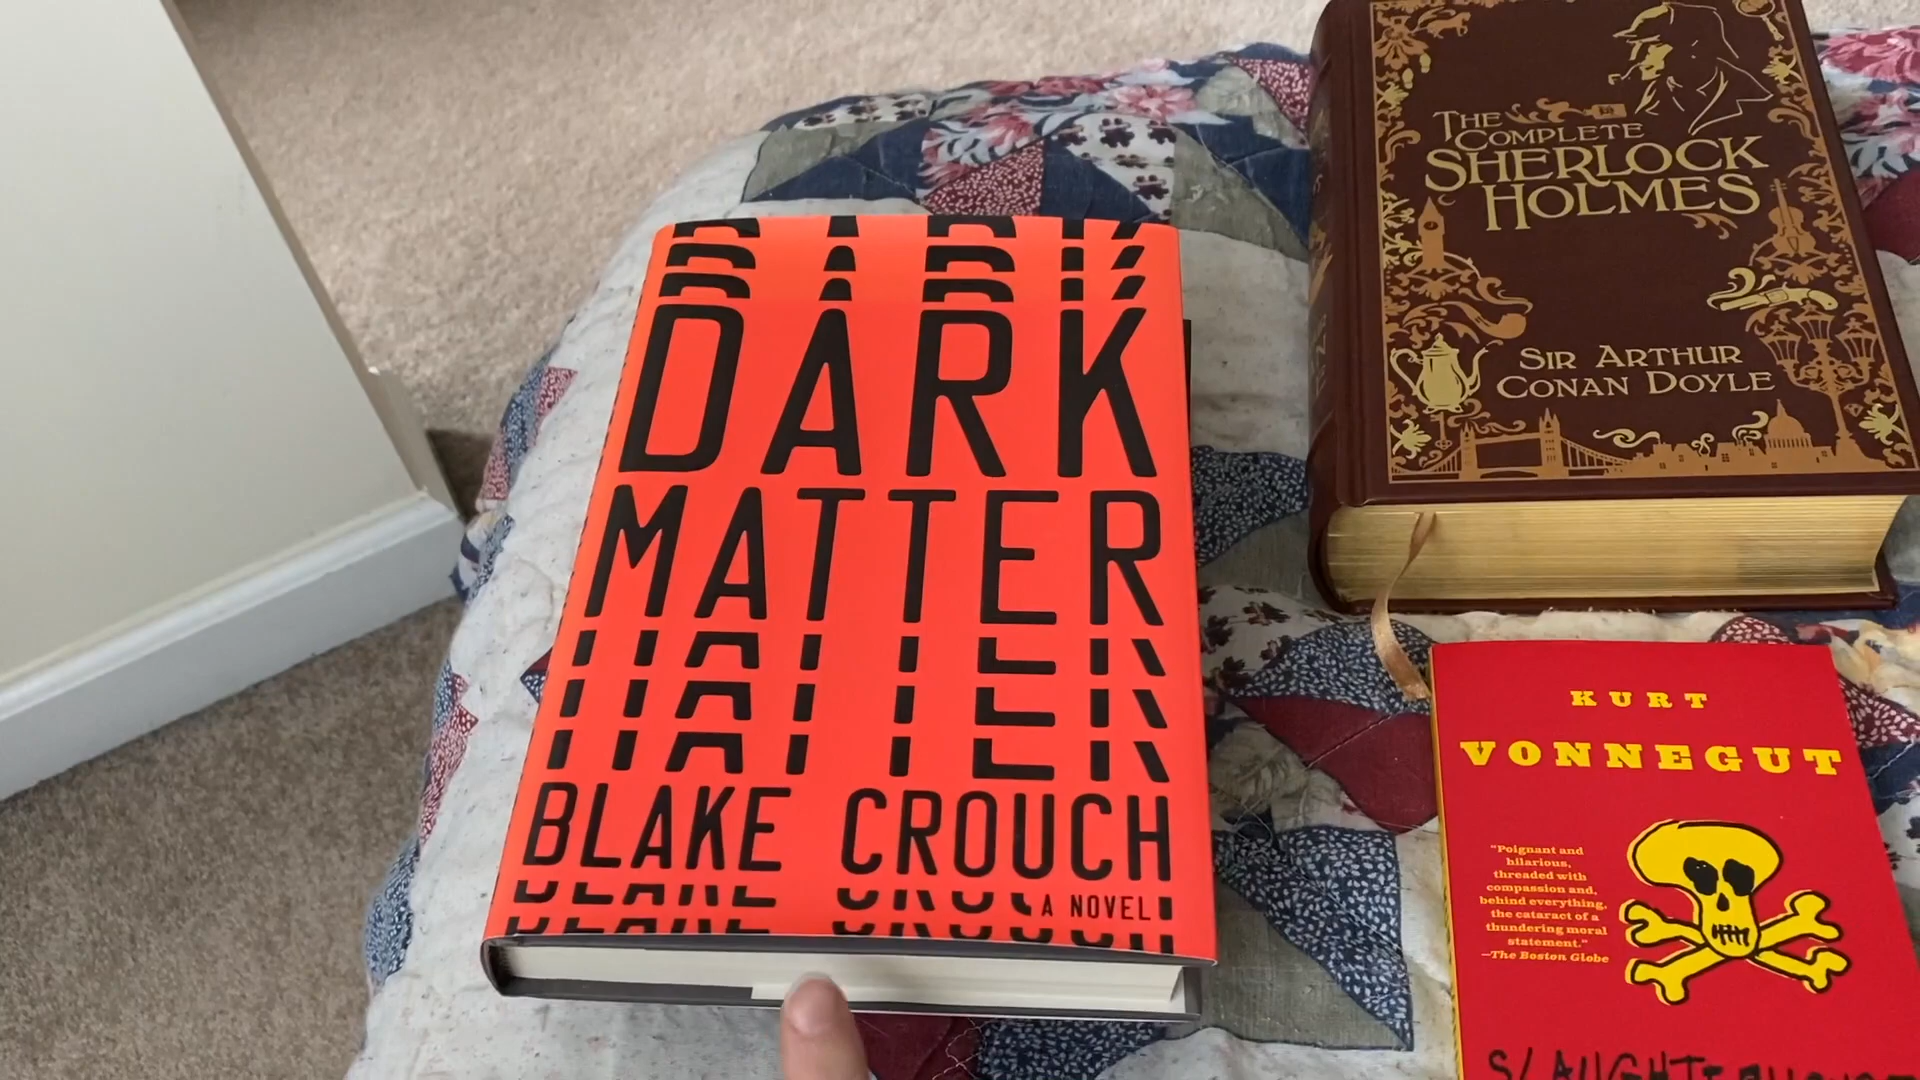 DARK
MATTER
BLAKE CROUCH
A NOVEL
THE
COMPLETE
SHERLOCK
HOLMES
SIR ARTHUR
CONAN DOYLE
KURT
VONNEGUT
"Poignant and
hilarious,
threaded with
compassion and,
behind everything,
the cataract of a
thundering moral
statement."
—The Boston Globe